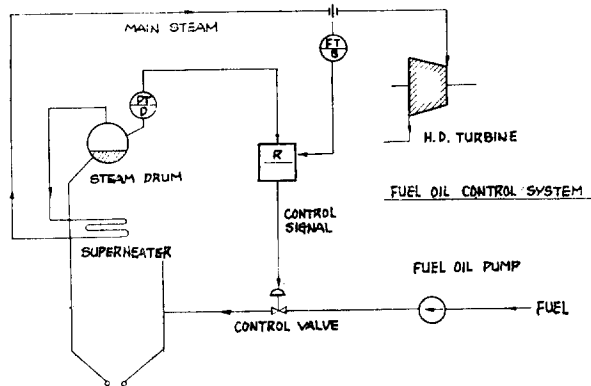 MAIN STEAM
FT
B
PT
D
H.D. TURBINE
R
STEAM DRUM
FUEL OIL CONTROL SYSTEM
CONTROL
SIGNAL
SUPERHEATER
FUEL OIL PUMP
FUEL
CONTROL VALVE